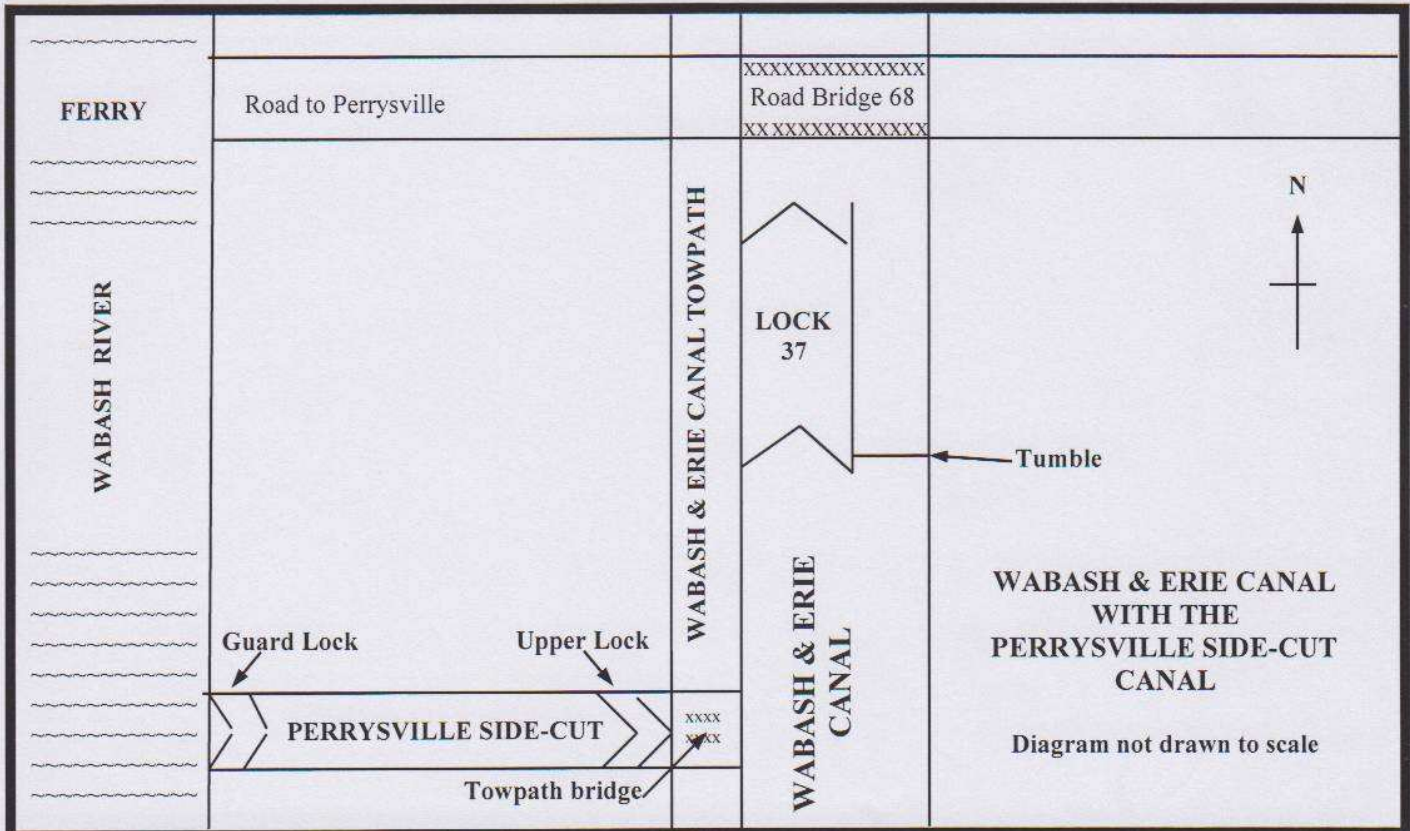 XXXXXXXXXXXXXX
FERRY
Road to Perrysville
Road Bridge 68
XX XXXXXXXXXXXX
N
WABASH RIVER
WABASH & ERIE CANAL TOWPATH
LOCK
37
Tumble
WABASH & ERIE
CANAL
WABASH & ERIE CANAL
WITH THE
PERRYSVILLE SIDE-CUT
CANAL
Diagram not drawn to scale
Guard Lock
Upper Lock
PERRYSVILLE SIDE-CUT
xxxx
xxxx
Towpath bridge